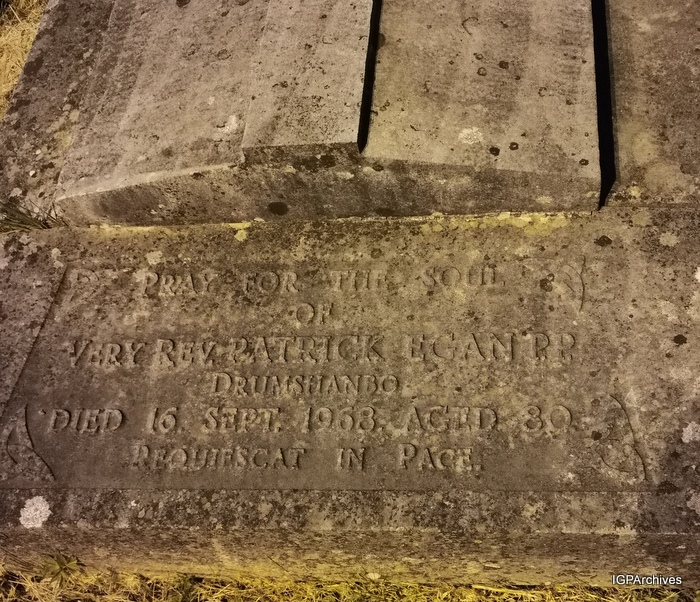 PRAY FOR THE SOUL
OF
VERY REV. PATRICK EGAN P.P.
DRUMSHANBO
DIED 16. SEPT. 1968. AGED 80.
REQUIESCAT IN PACE.
IGPArchives